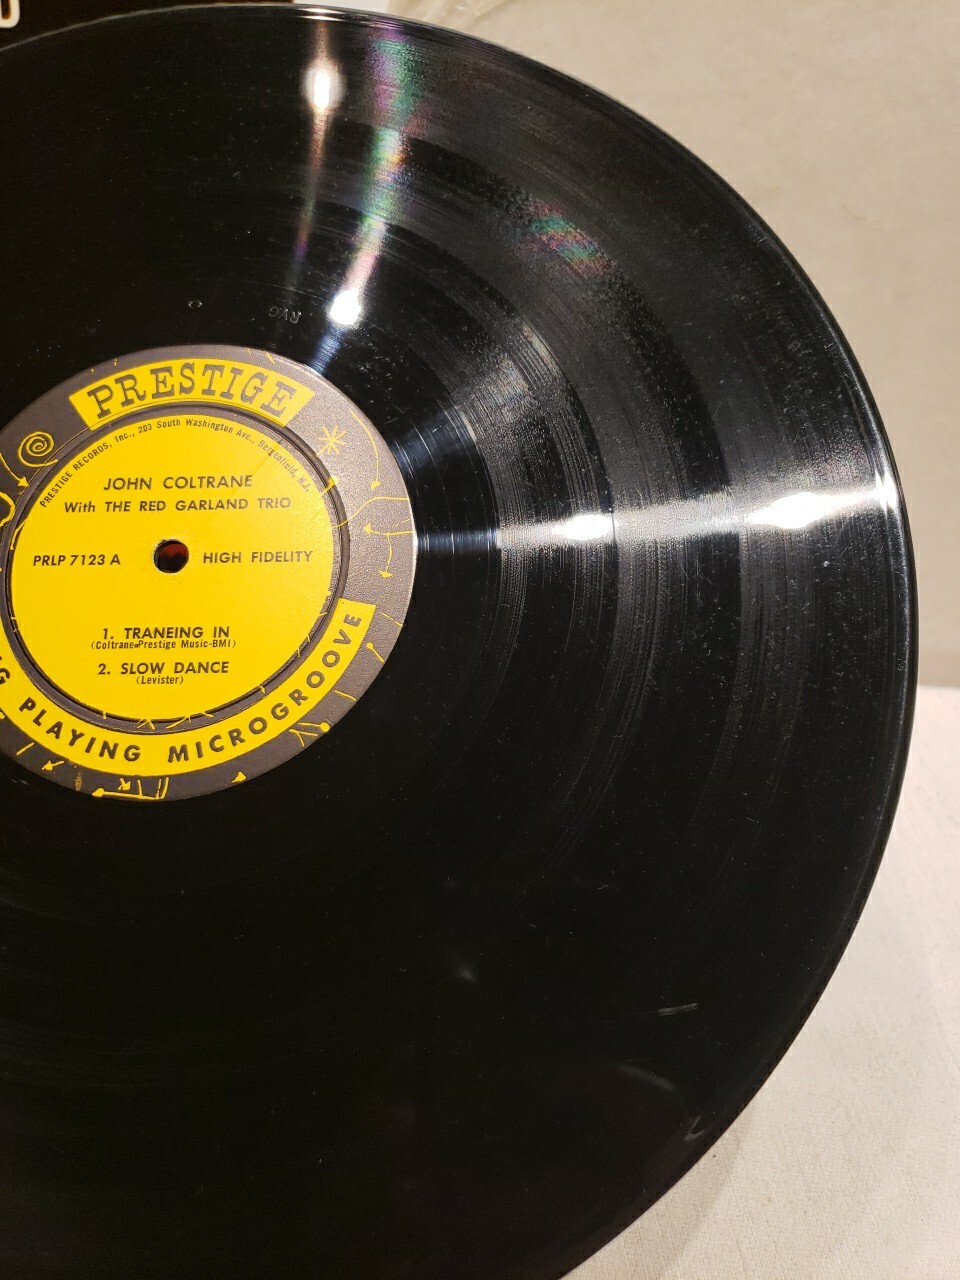 RVG
PRESTIGE
PRESTIGE RECORDS, Inc., 203 South Washington Ave., Bergenfield, N.J.
JOHN COLTRANE
With THE RED GARLAND TRIO
PRLP 7123 A HIGH FIDELITY
1. TRANEING IN
(Coltrane-Prestige Music-BMI)
2. SLOW DANCE
(Levister)
G PLAYING MICROGROOVE